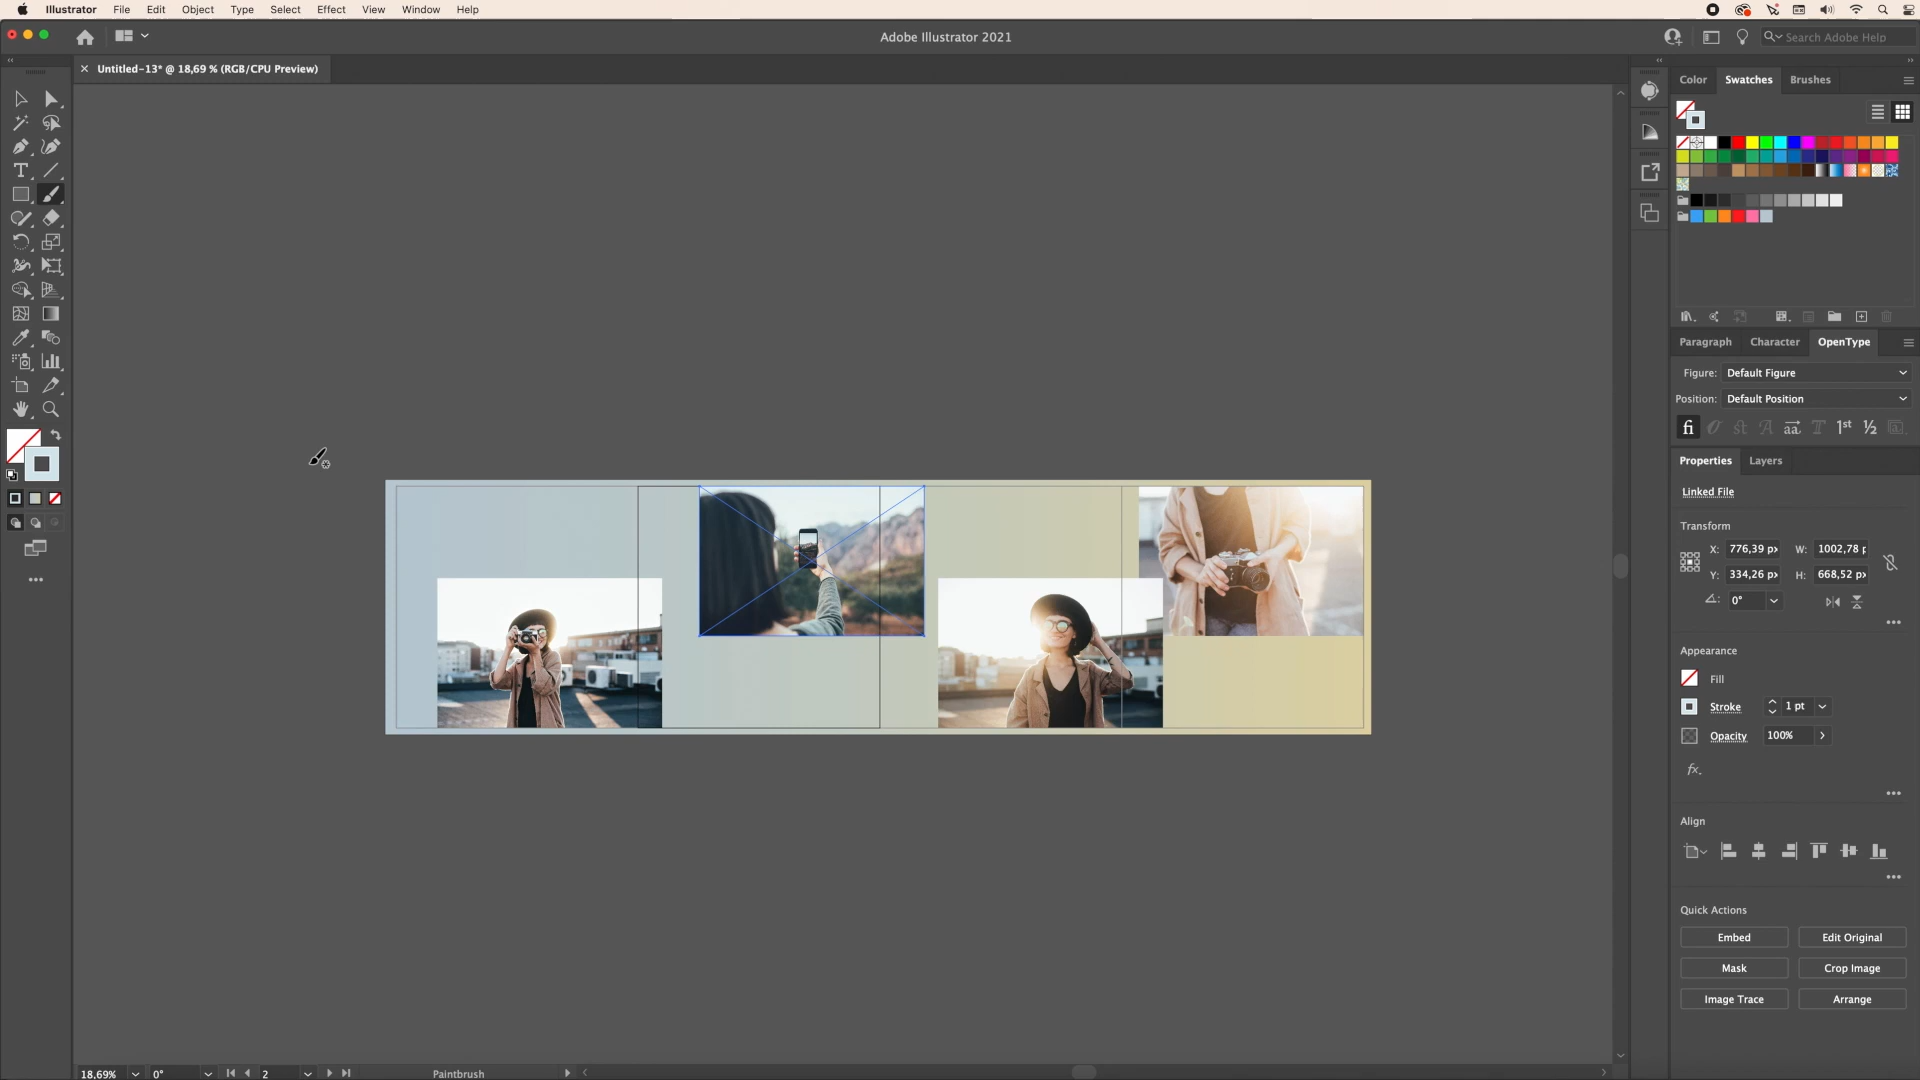 Illustrator File Edit Object Type Select Effect View Window Help
Adobe Illustrator 2021
Search Adobe Help
Untitled-13* @ 18,69 % (RGB/CPU Preview)
Color Swatches Brushes
Paragraph Character OpenType
Figure: Default Figure
Position: Default Position
Properties Layers
Linked File
Transform
X: 776,39 px W: 1002,78 p
Y: 334,26 px H: 668,52 px
0°
Appearance
Fill
Stroke 1 pt
Opacity 100%
fx.
Align
Quick Actions
Embed Edit Original
Mask Crop Image
Image Trace Arrange
18,69% 0° 2 Paintbrush